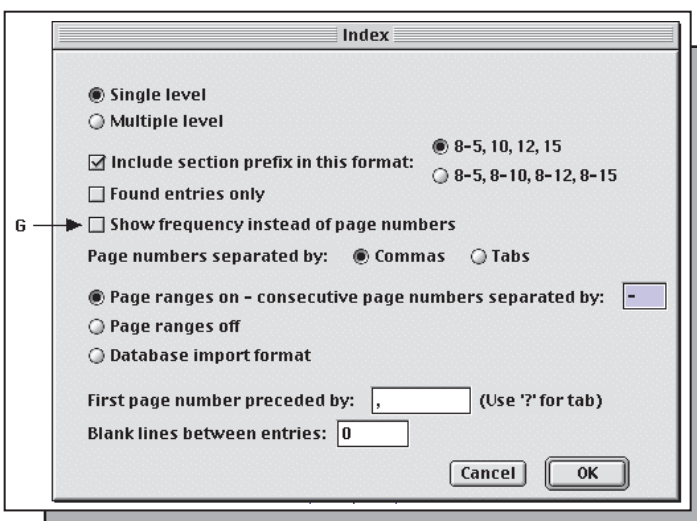 Index
Single level
Multiple level
Include section prefix in this format:
8-5, 10, 12, 15
8-5, 8-10, 8-12, 8-15
Found entries only
G
Show frequency instead of page numbers
Page numbers separated by: Commas Tabs
Page ranges on - consecutive page numbers separated by: -
Page ranges off
Database import format
First page number preceded by: , (Use '?' for tab)
Blank lines between entries: 0
Cancel OK